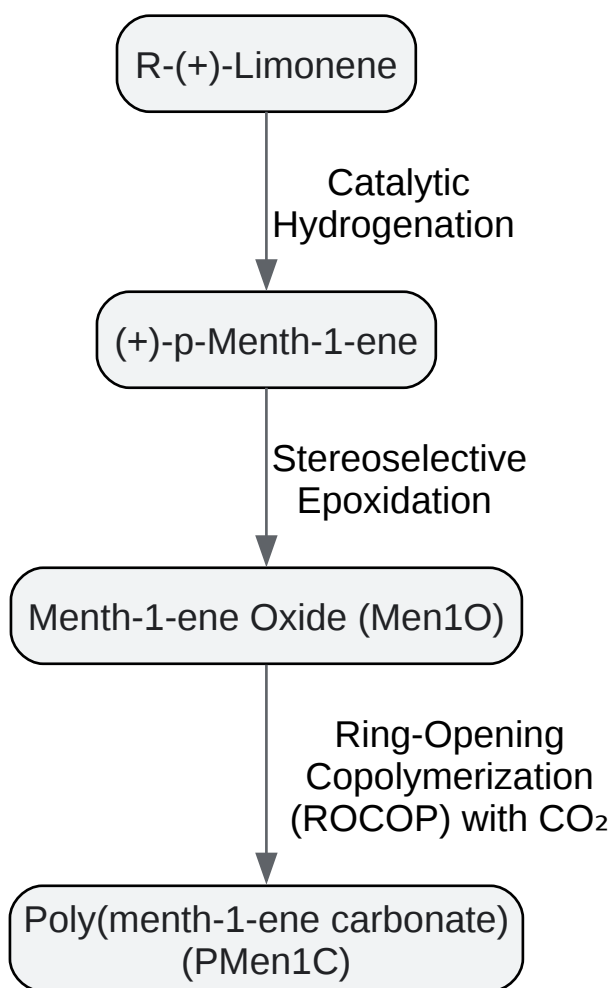 R-(+)-Limonene
Catalytic
Hydrogenation
(+)-p-Menth-1-ene
Stereoselective
Epoxidation
Menth-1-ene Oxide (Men1O)
Ring-Opening
Copolymerization
(ROCOP) with CO₂
Poly(menth-1-ene carbonate)
(PMen1C)